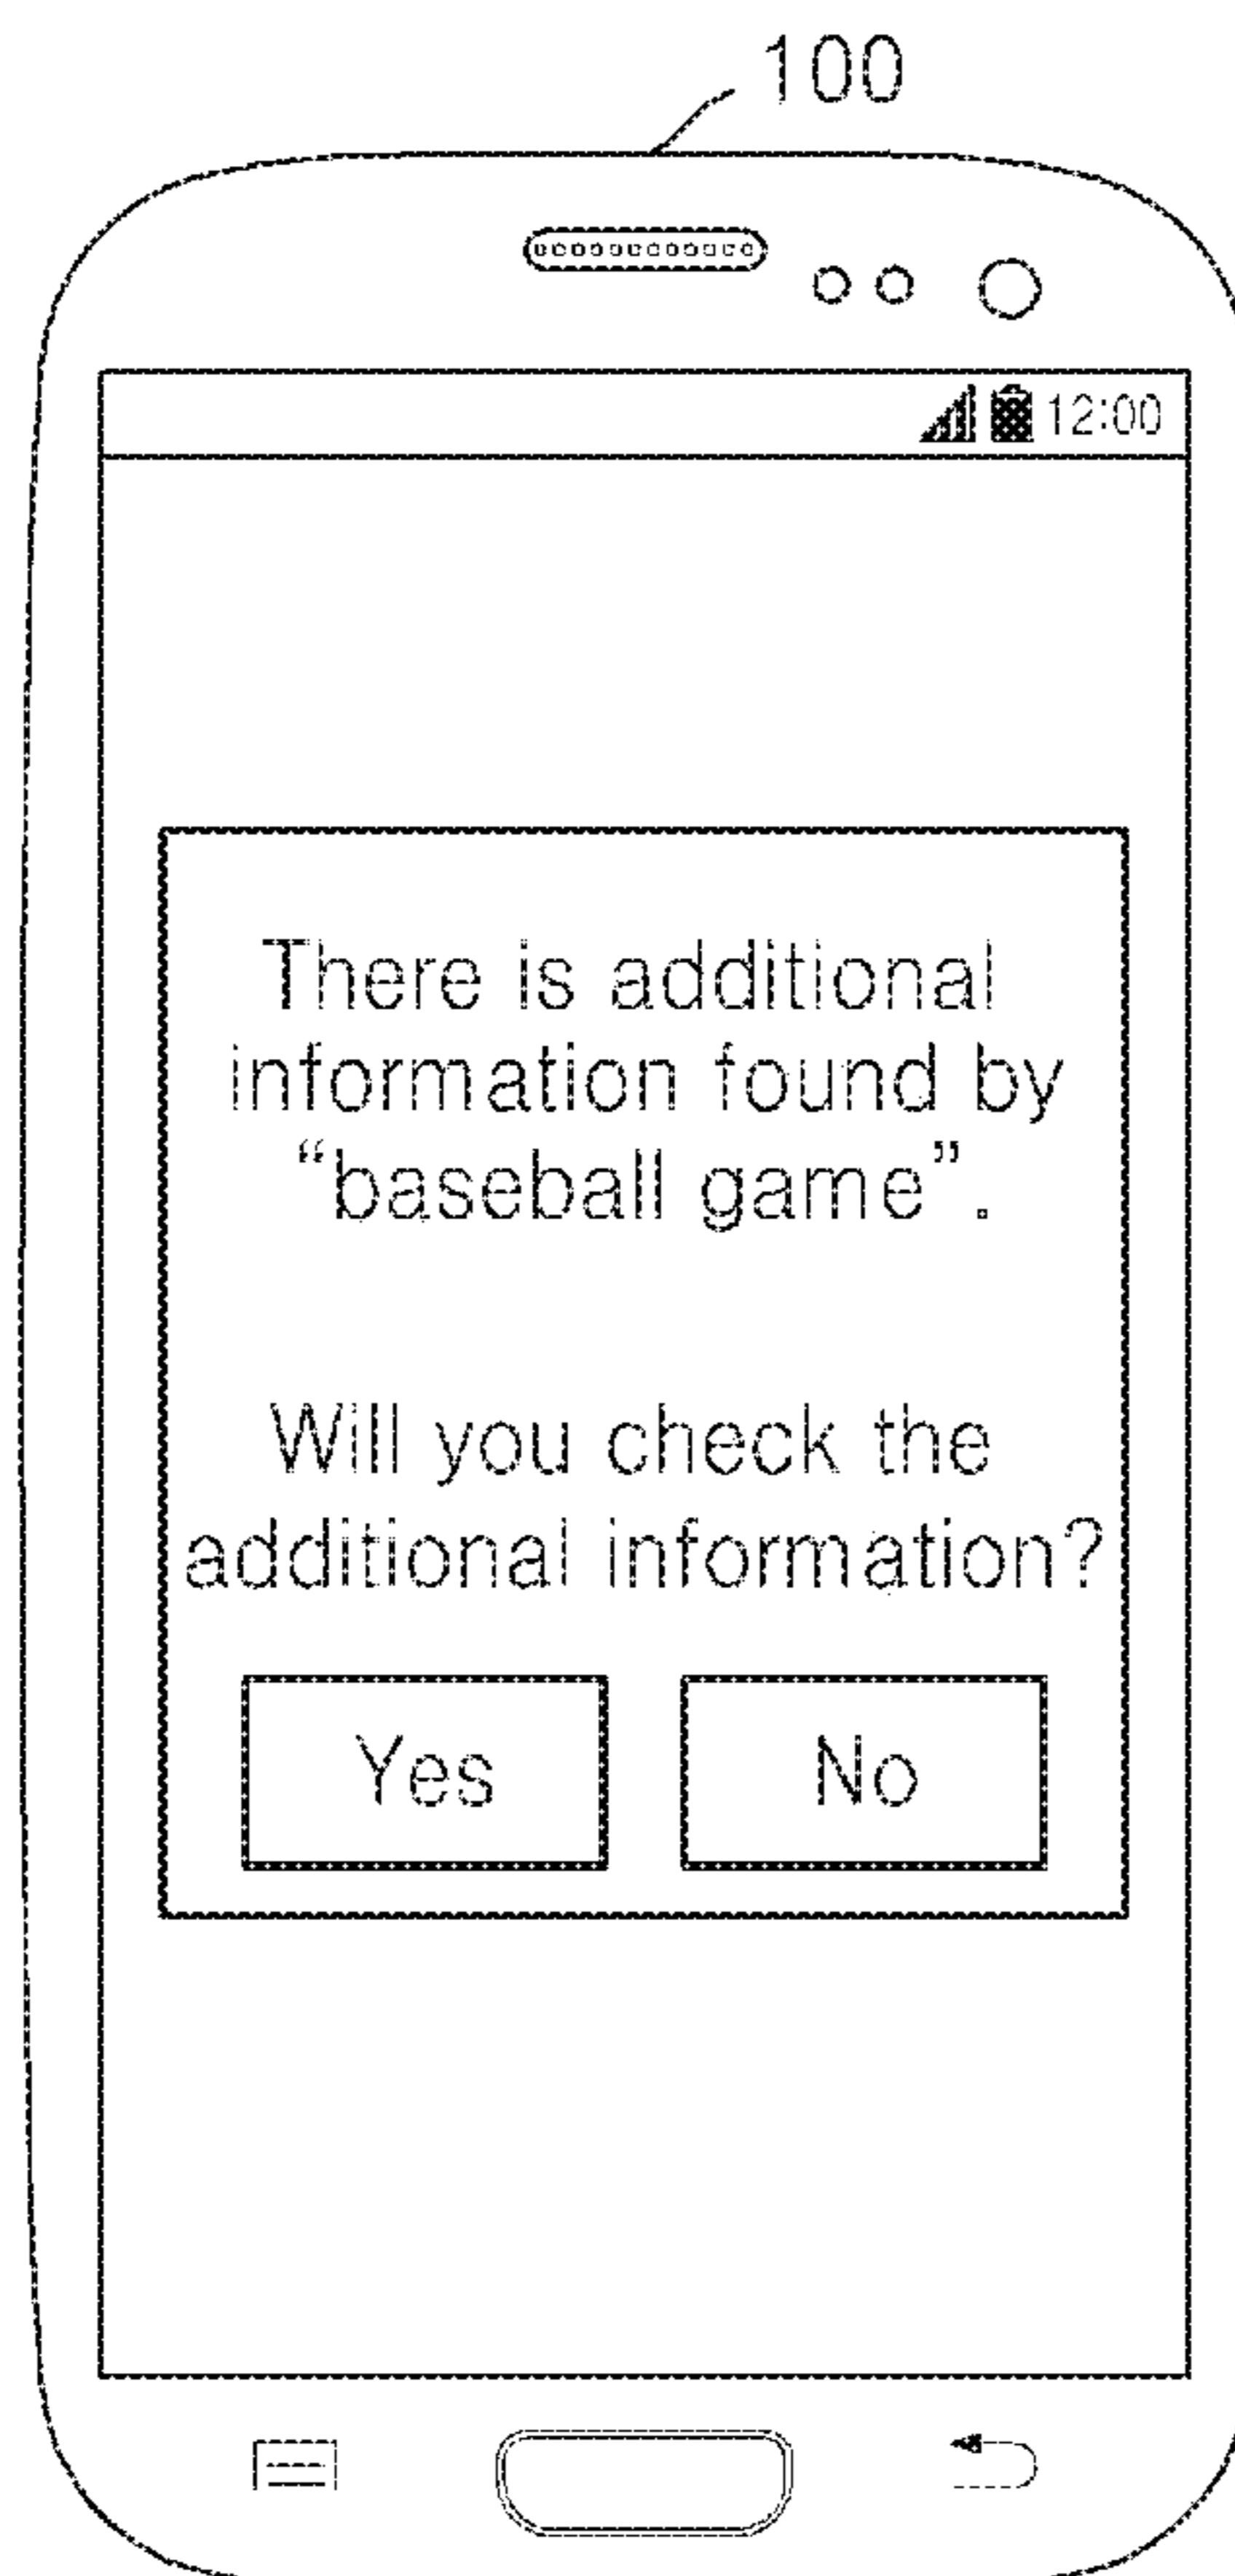 100
12:00
There is additional
information found by
“baseball game”.
Will you check the
additional information?
Yes
No